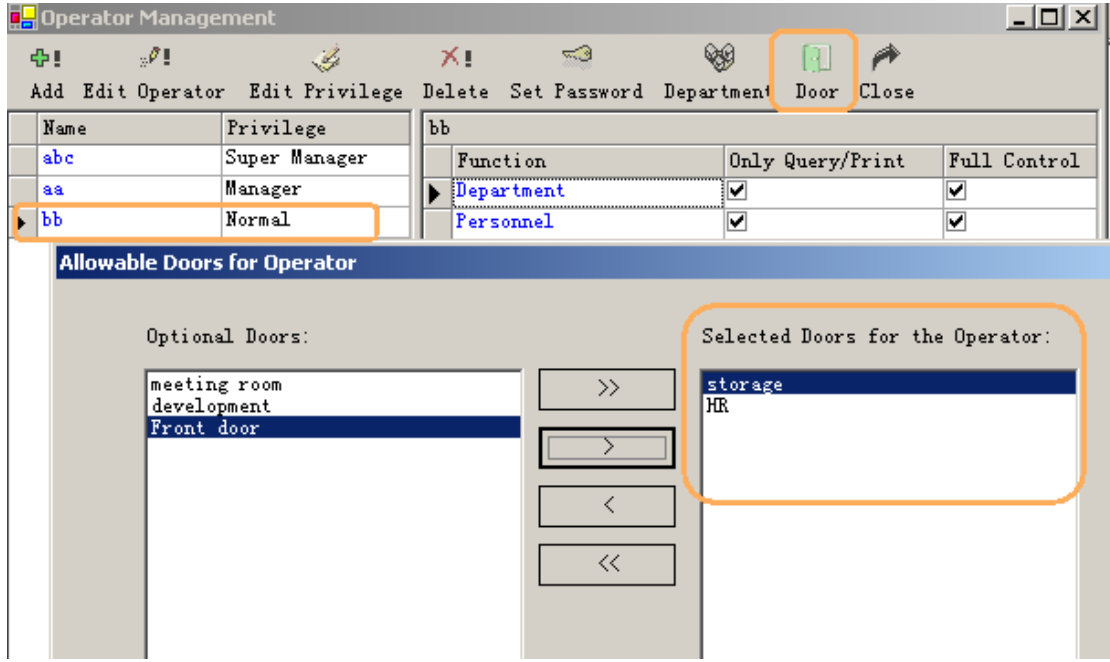 Operator Management
Add Edit Operator Edit Privilege Delete Set Password Department Door Close
Name Privilege bb
abc Super Manager Function Only Query/Print Full Control
aa Manager Department
bb Normal Personnel
Allowable Doors for Operator
Optional Doors: Selected Doors for the Operator:
meeting room >> storage
development HR
Front door
>
<
<<